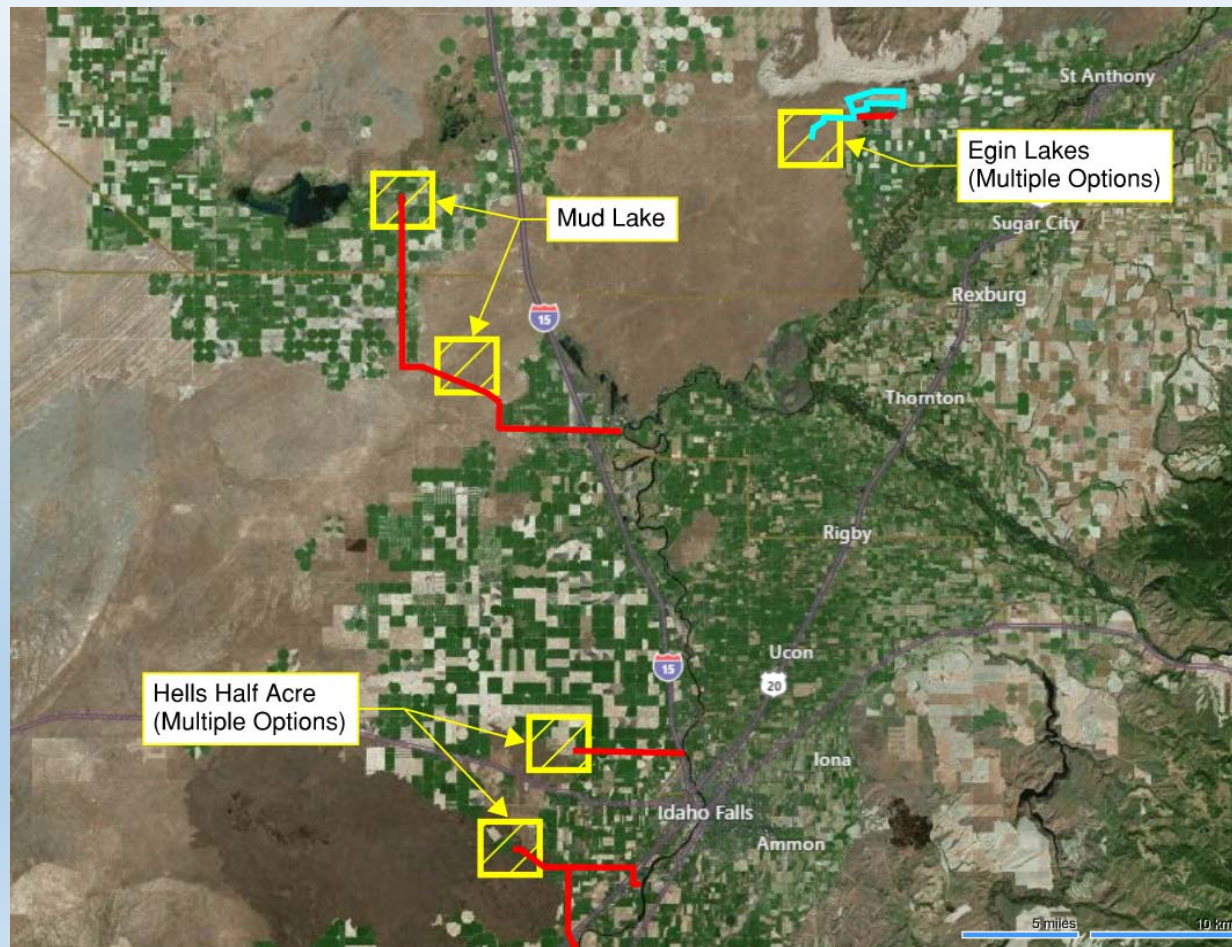 St Anthony
Egin Lakes
(Multiple Options)
Mud Lake
Sugar City
Rexburg
15
Thornton
Rigby
Ucon
15
20
Hells Half Acre
(Multiple Options)
Iona
Idaho Falls
Ammon
5 miles
10 km